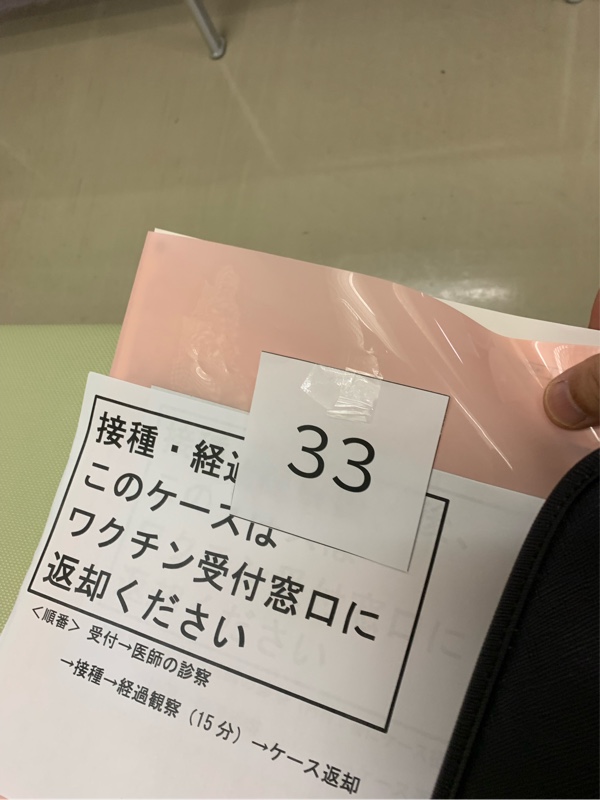 33
接種・経過
このケースは
ワクチン受付窓口に
返却ください
＜順番＞ 受付→医師の診察
→接種→経過観察（15分）→ケース返却